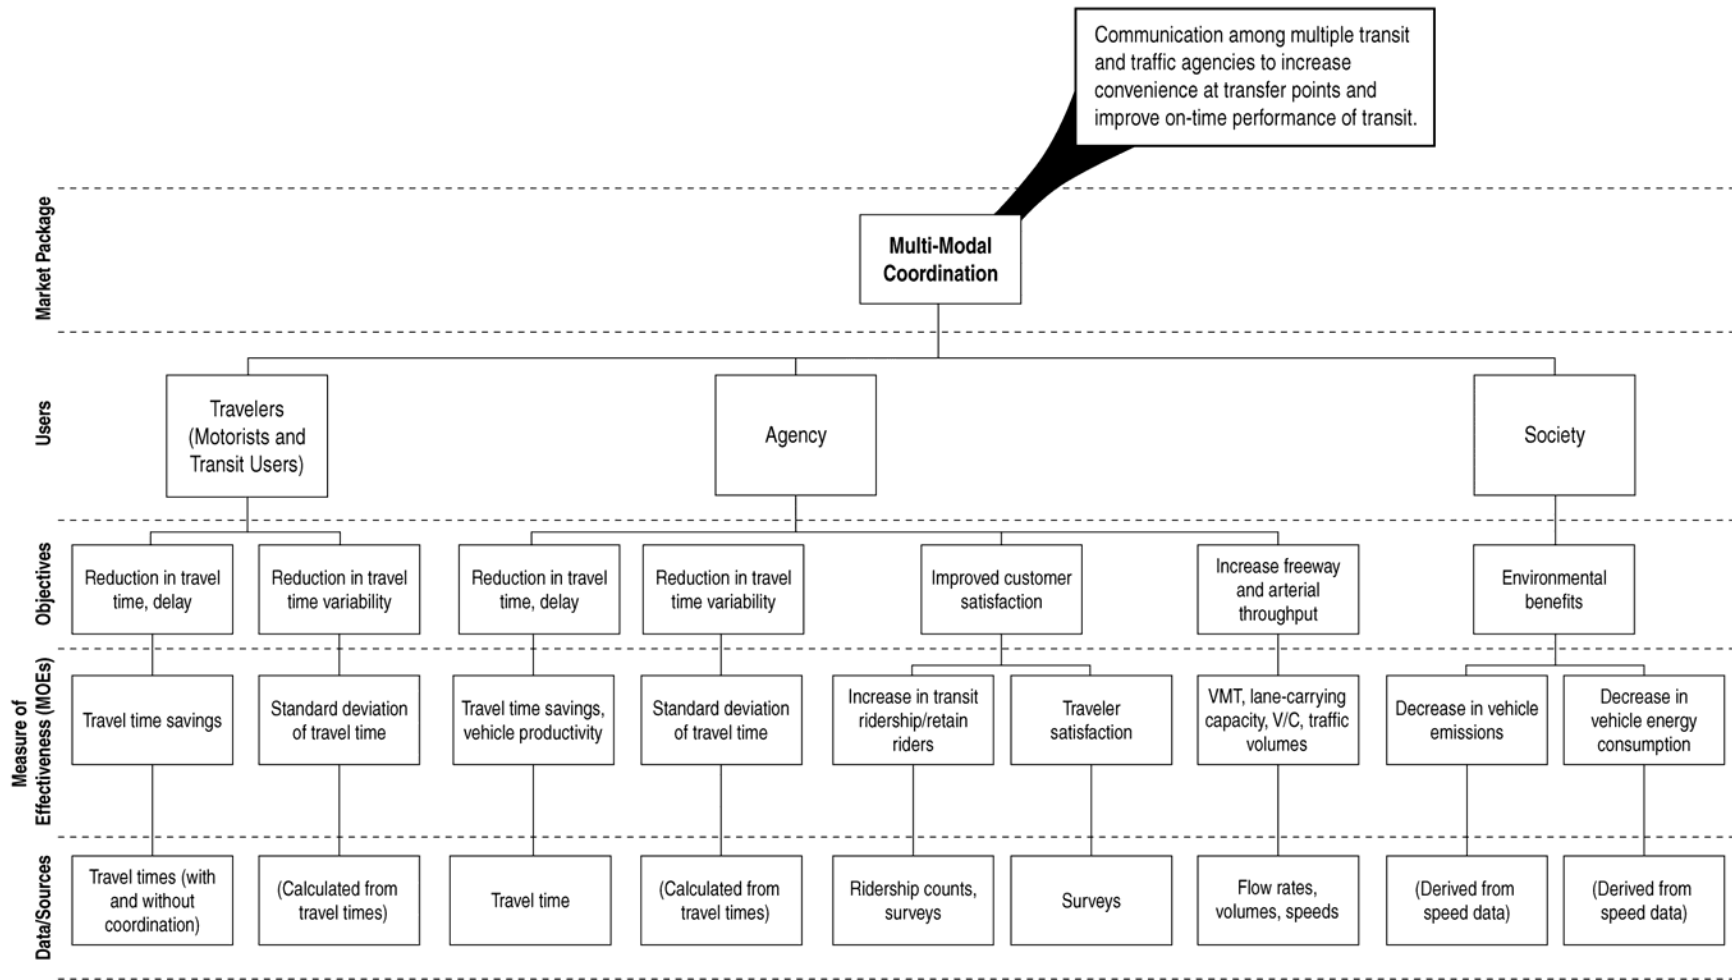 Communication among multiple transit
and traffic agencies to increase
convenience at transfer points and
improve on-time performance of transit.
Market Package
Multi-Modal
Coordination
Users
Travelers
(Motorists and
Transit Users)
Agency
Society
Objectives
Reduction in travel
time, delay
Reduction in travel
time variability
Reduction in travel
time, delay
Reduction in travel
time variability
Improved customer
satisfaction
Increase freeway
and arterial
throughput
Environmental
benefits
Measure of
Effectiveness (MOEs)
Travel time savings
Standard deviation
of travel time
Travel time savings,
vehicle productivity
Standard deviation
of travel time
Increase in transit
ridership/retain
riders
Traveler
satisfaction
VMT, lane-carrying
capacity, V/C, traffic
volumes
Decrease in vehicle
emissions
Decrease in
vehicle energy
consumption
Data/Sources
Travel times (with
and without
coordination)
(Calculated from
travel times)
Travel time
(Calculated from
travel times)
Ridership counts,
surveys
Surveys
Flow rates,
volumes, speeds
(Derived from
speed data)
(Derived from
speed data)